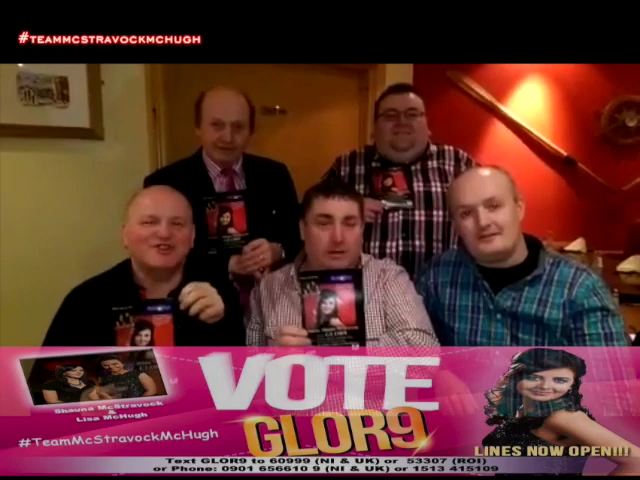 #TEAMMCSTRAVOCKMCHUGH
Shauna McStravock
&
Lisa McHugh
#TeamMcStravockMcHugh
VOTE
GLOR9
LINES NOW OPEN!!!
Text GLOR9 to 60999 (NI & UK) or 53307 (ROI)
or Phone: 0901 656610 9 (NI & UK) or 1513 415109